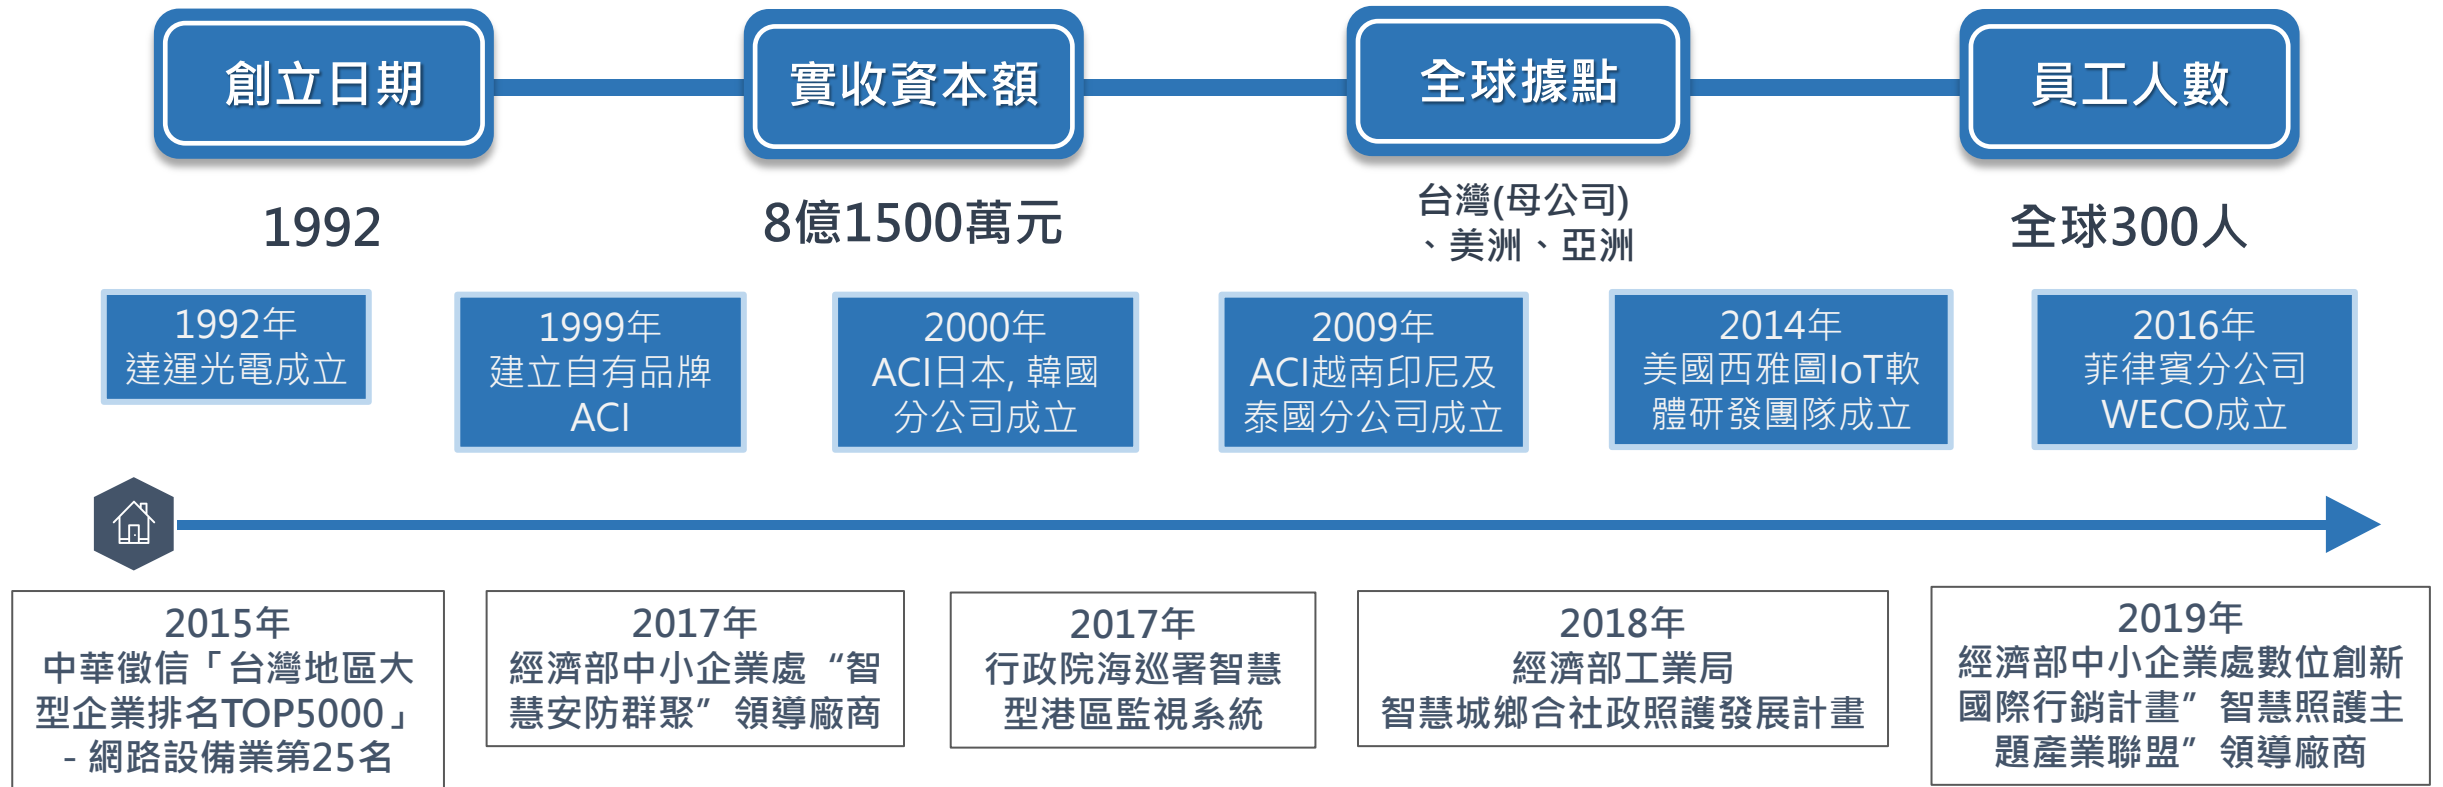 創立日期
實收資本額
全球據點
員工人數
1992
8億1500萬元
台灣(母公司)
、美洲、亞洲
全球300人
1992年
達運光電成立
1999年
建立自有品牌
ACI
2000年
ACI日本, 韓國
分公司成立
2009年
ACI越南印尼及
泰國分公司成立
2014年
美國西雅圖IoT軟
體研發團隊成立
2016年
菲律賓分公司
WECO成立
2015年
中華徵信「台灣地區大
型企業排名TOP5000」
- 網路設備業第25名
2017年
經濟部中小企業處“智
慧安防群聚”領導廠商
2017年
行政院海巡署智慧
型港區監視系統
2018年
經濟部工業局
智慧城鄉合社政照護發展計畫
2019年
經濟部中小企業處數位創新
國際行銷計畫”智慧照護主
題產業聯盟”領導廠商